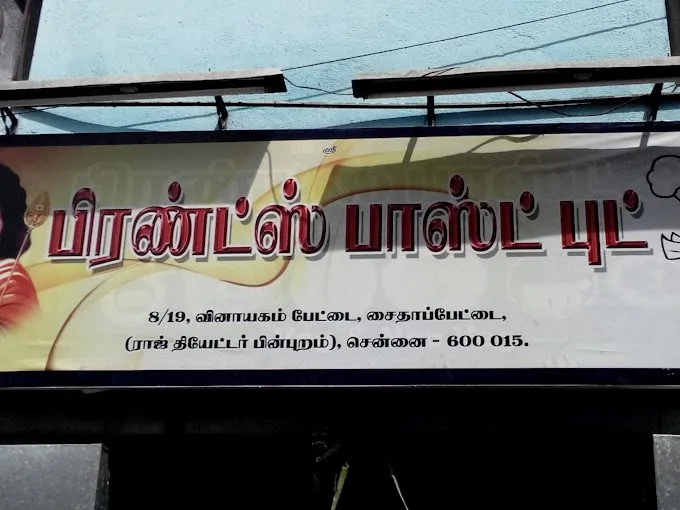 பிரண்ட்ஸ் பாஸ்ட் புட்
8/19, வினாயகம் பேட்டை, சைதாப்பேட்டை,
(ராஜ் தியேட்டர் பின்புறம்), சென்னை - 600 015.